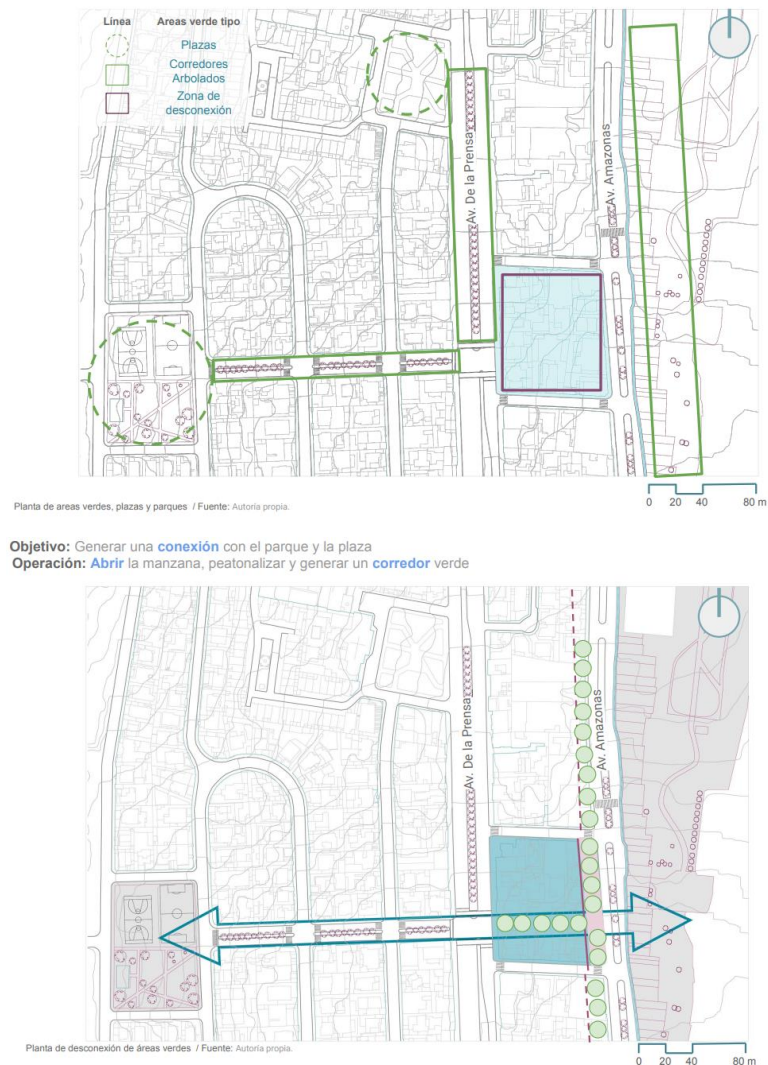 Línea Areas verde tipo
Plazas
Corredores
Arbolados
Zona de
desconexión
Av. De la Prensa
Av. Amazonas
0 20 40 80 m
Planta de areas verdes, plazas y parques / Fuente: Autoría propia.
Objetivo: Generar una conexión con el parque y la plaza
Operación: Abrir la manzana, peatonalizar y generar un corredor verde
Av. De la Prensa
Av. Amazonas
Planta de desconexión de áreas verdes / Fuente: Autoría propia.
0 20 40 80 m